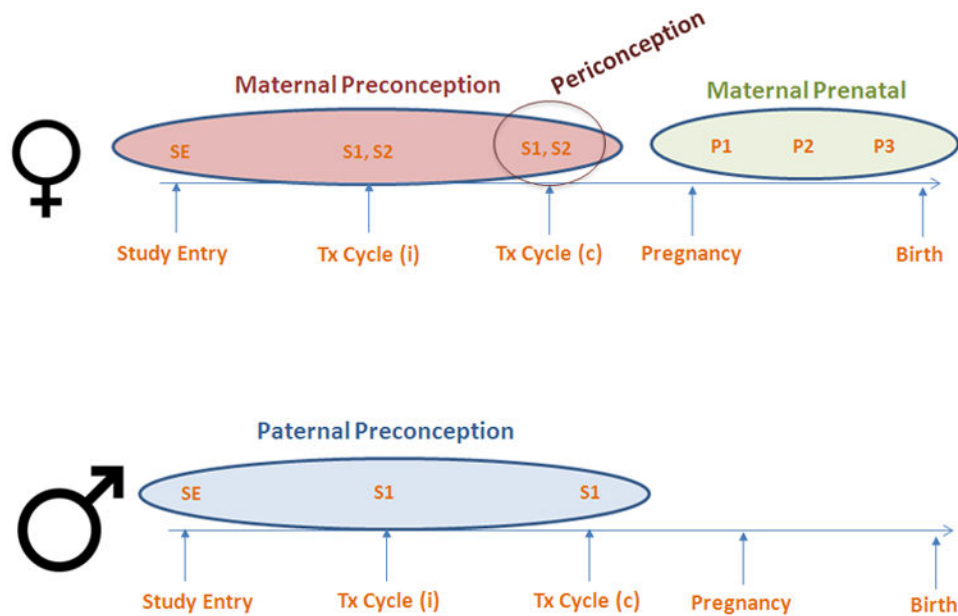 Periconception
Maternal Preconception
Maternal Prenatal
SE S1, S2 S1, S2 P1 P2 P3
Study Entry Tx Cycle (i) Tx Cycle (c) Pregnancy Birth
Paternal Preconception
SE S1 S1
Study Entry Tx Cycle (i) Tx Cycle (c) Pregnancy Birth